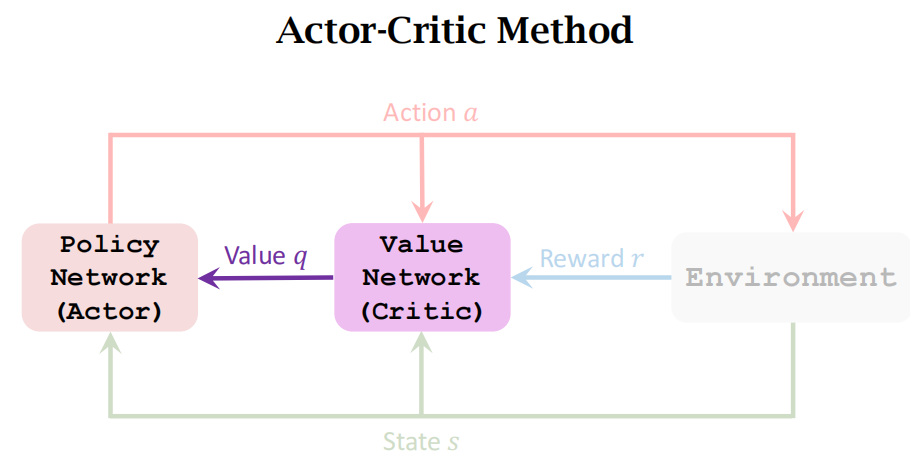 Actor-Critic Method
Action a
Policy
Network
(Actor)
Value q
Value
Network
(Critic)
Reward r
Environment
State s